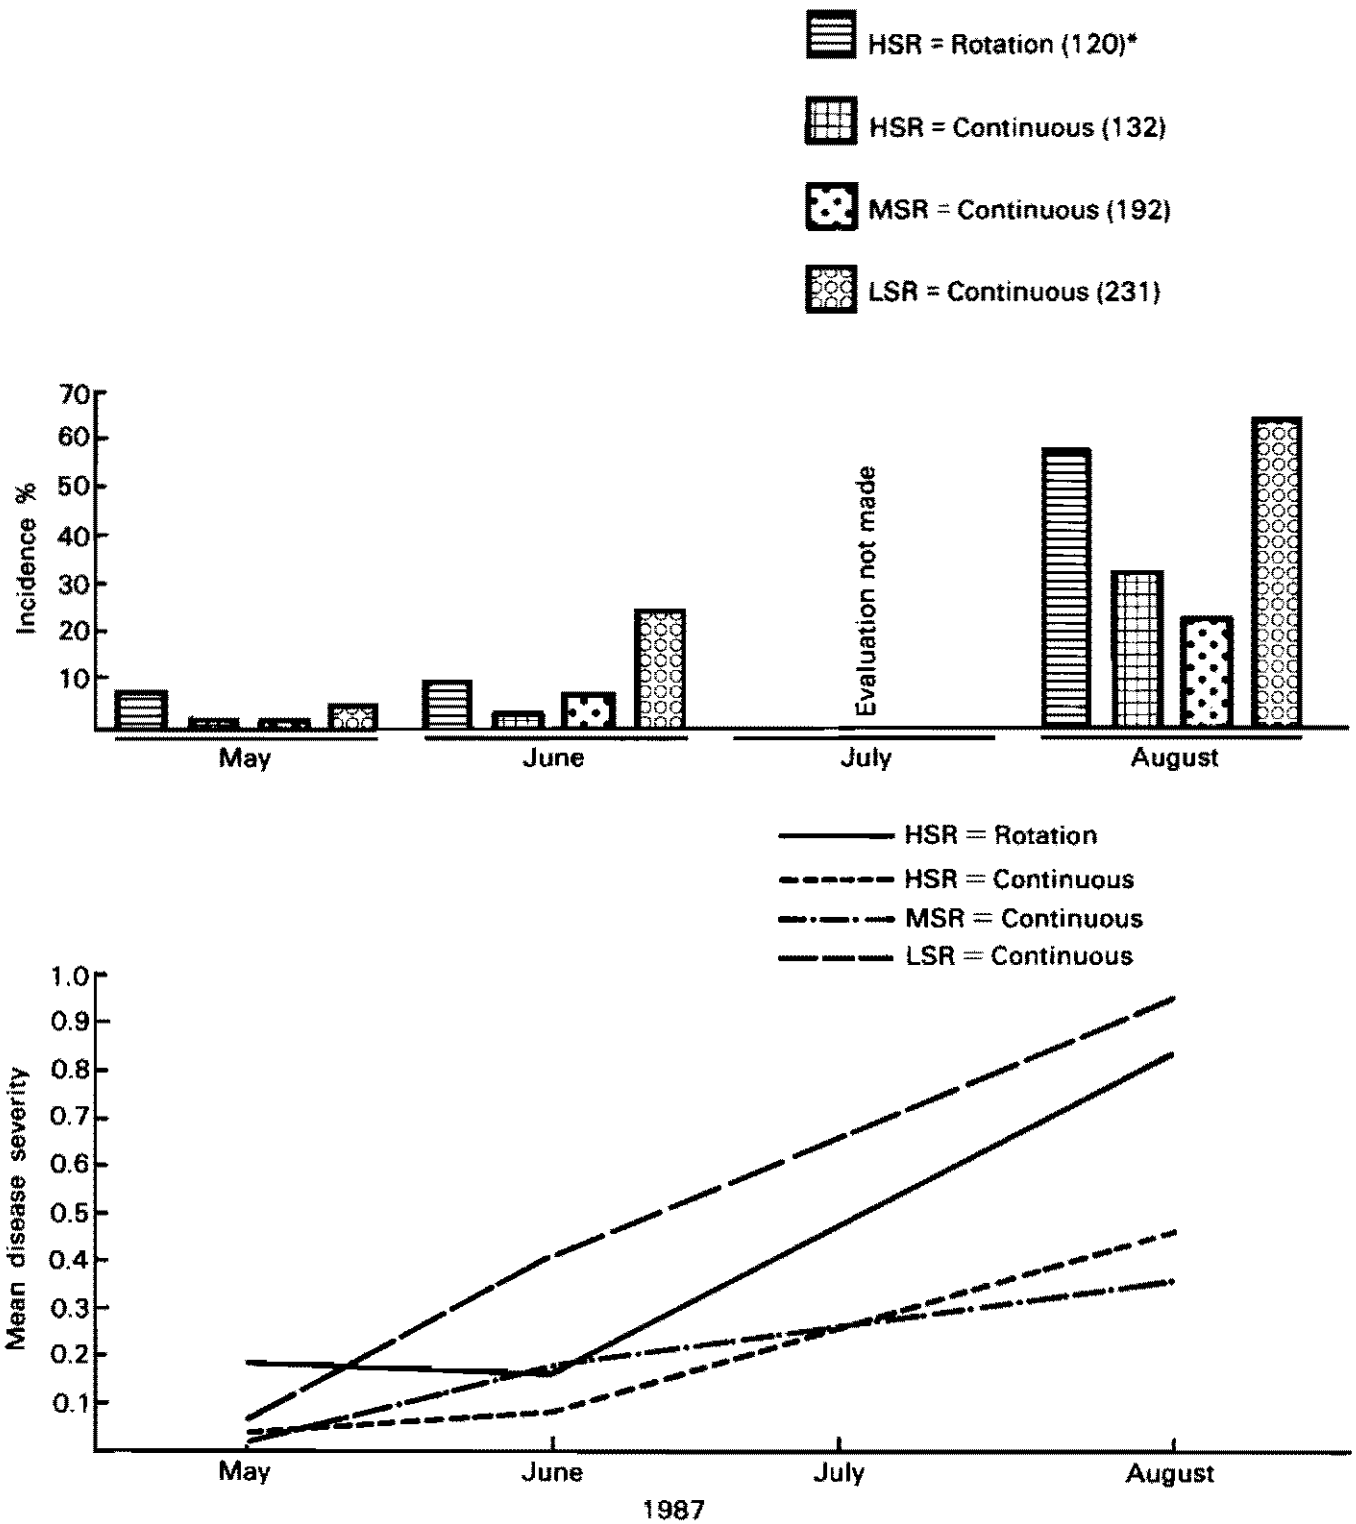 HSR = Rotation (120)*
HSR = Continuous (132)
MSR = Continuous (192)
LSR = Continuous (231)
70
60
50
40
30
20
10
Incidence %
Evaluation not made
May June July August
HSR = Rotation
HSR = Continuous
MSR = Continuous
LSR = Continuous
1.0
0.9
0.8
0.7
0.6
0.5
0.4
0.3
0.2
0.1
Mean disease severity
May June July August
1987